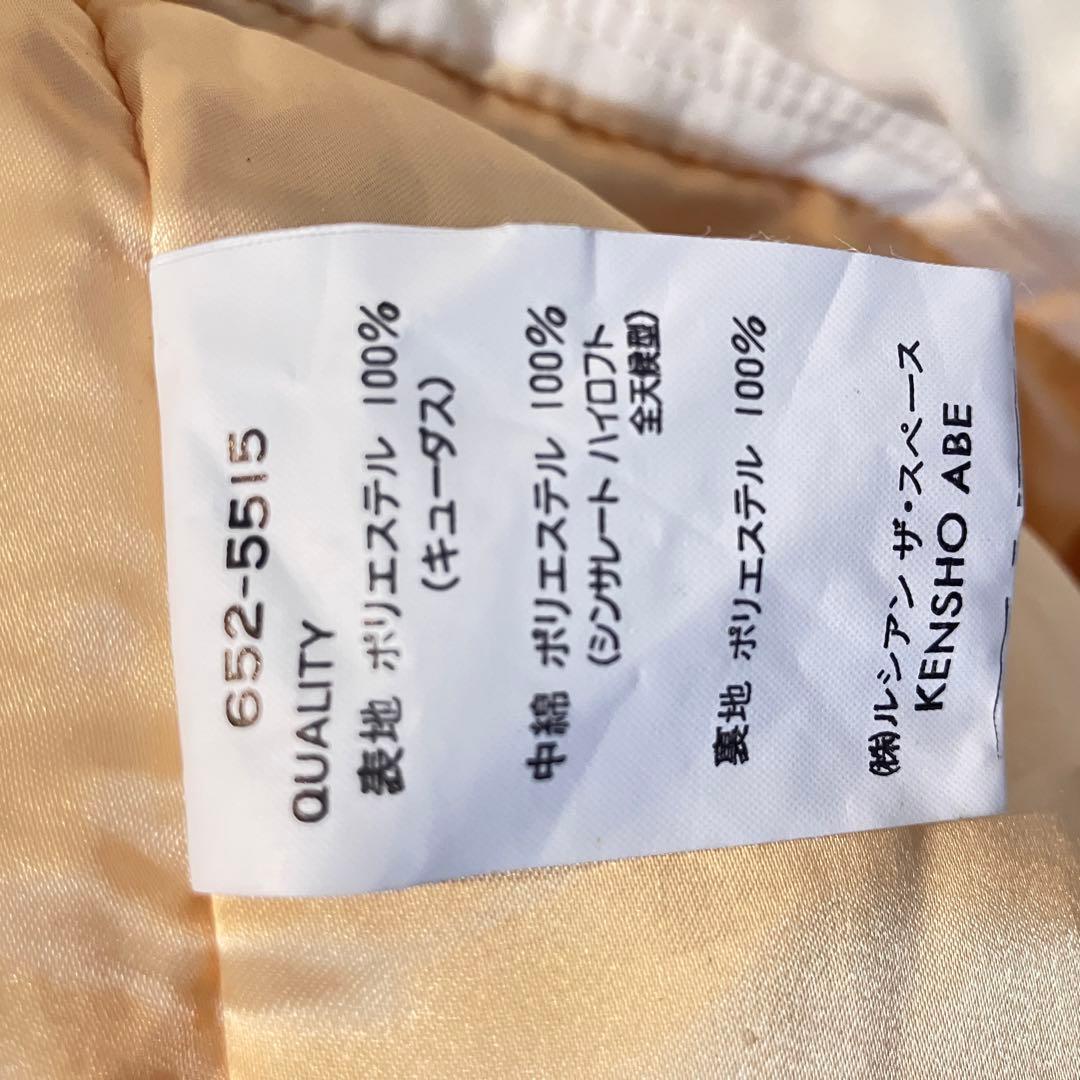 652-5515
QUALITY
表地 ポリエステル 100%
(キューダス)
中綿 ポリエステル 100%
(シンサレート ハイロフト
全天候型)
裏地 ポリエステル 100%
㈱ルシアン ザ・スペース
KENSHO ABE